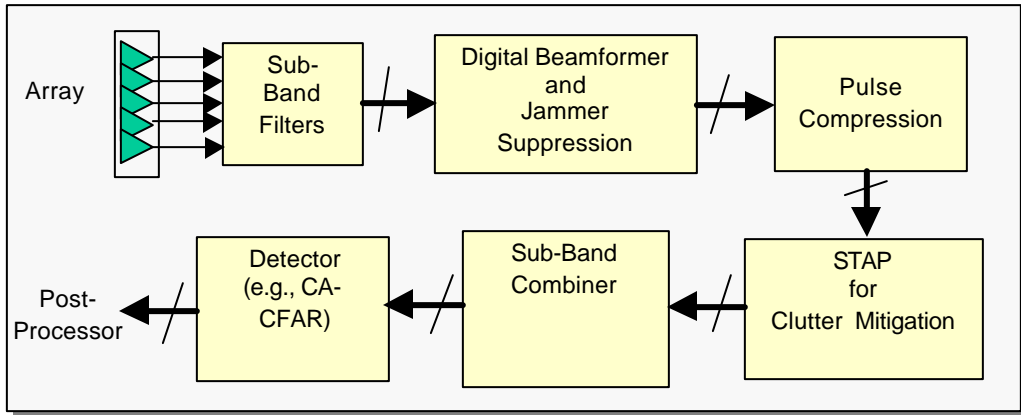 Array
Sub-
Band
Filters
Digital Beamformer
and
Jammer
Suppression
Pulse
Compression
STAP
for
Clutter Mitigation
Sub-Band
Combiner
Detector
(e.g., CA-
CFAR)
Post-
Processor